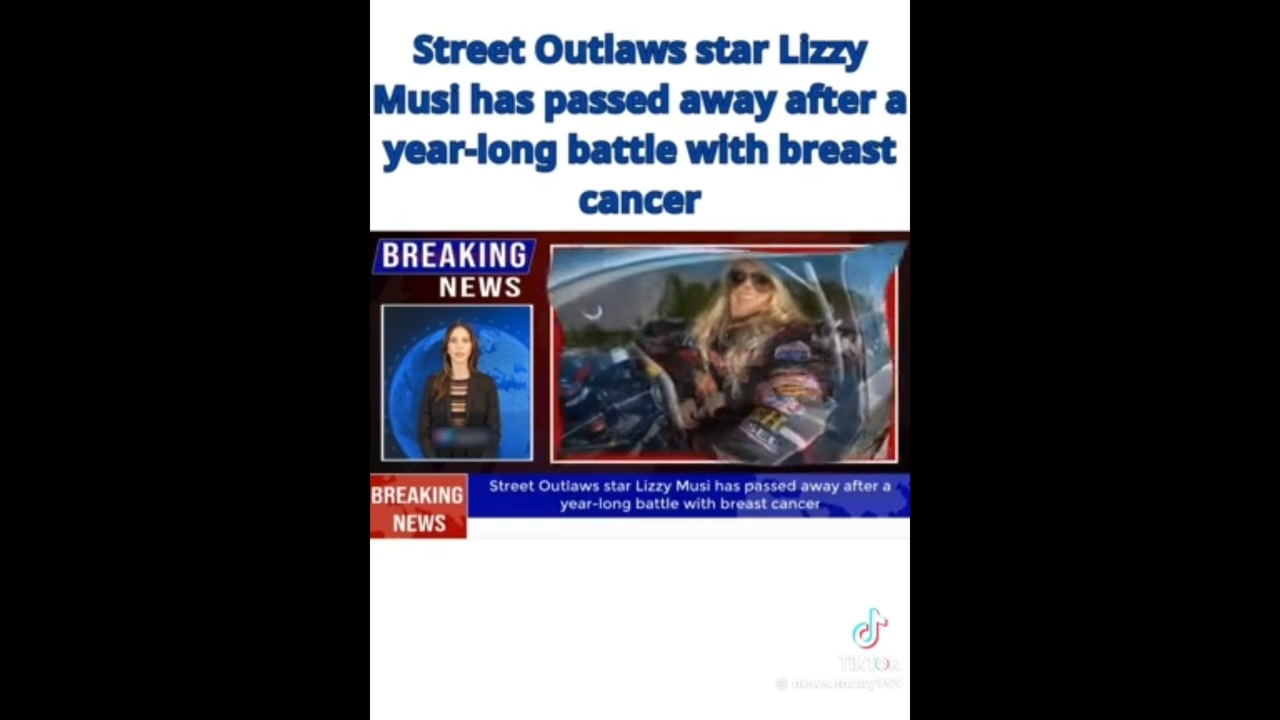 Street Outlaws star Lizzy
Musi has passed away after a
year-long battle with breast
cancer
BREAKING
NEWS
BREAKING
NEWS
Street Outlaws star Lizzy Musi has passed away after a
year-long battle with breast cancer
TikTok